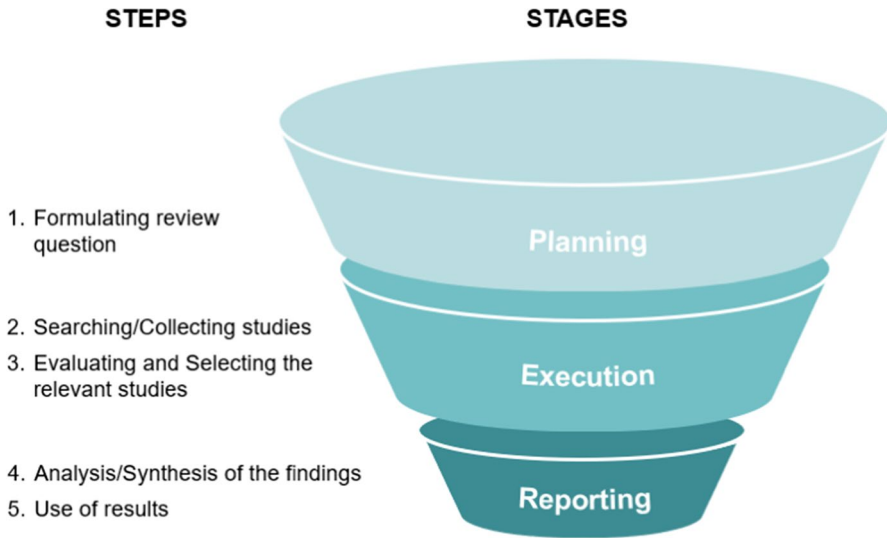 STEPS
STAGES
1. Formulating review
question
Planning
2. Searching/Collecting studies
3. Evaluating and Selecting the
relevant studies
Execution
4. Analysis/Synthesis of the findings
5. Use of results
Reporting